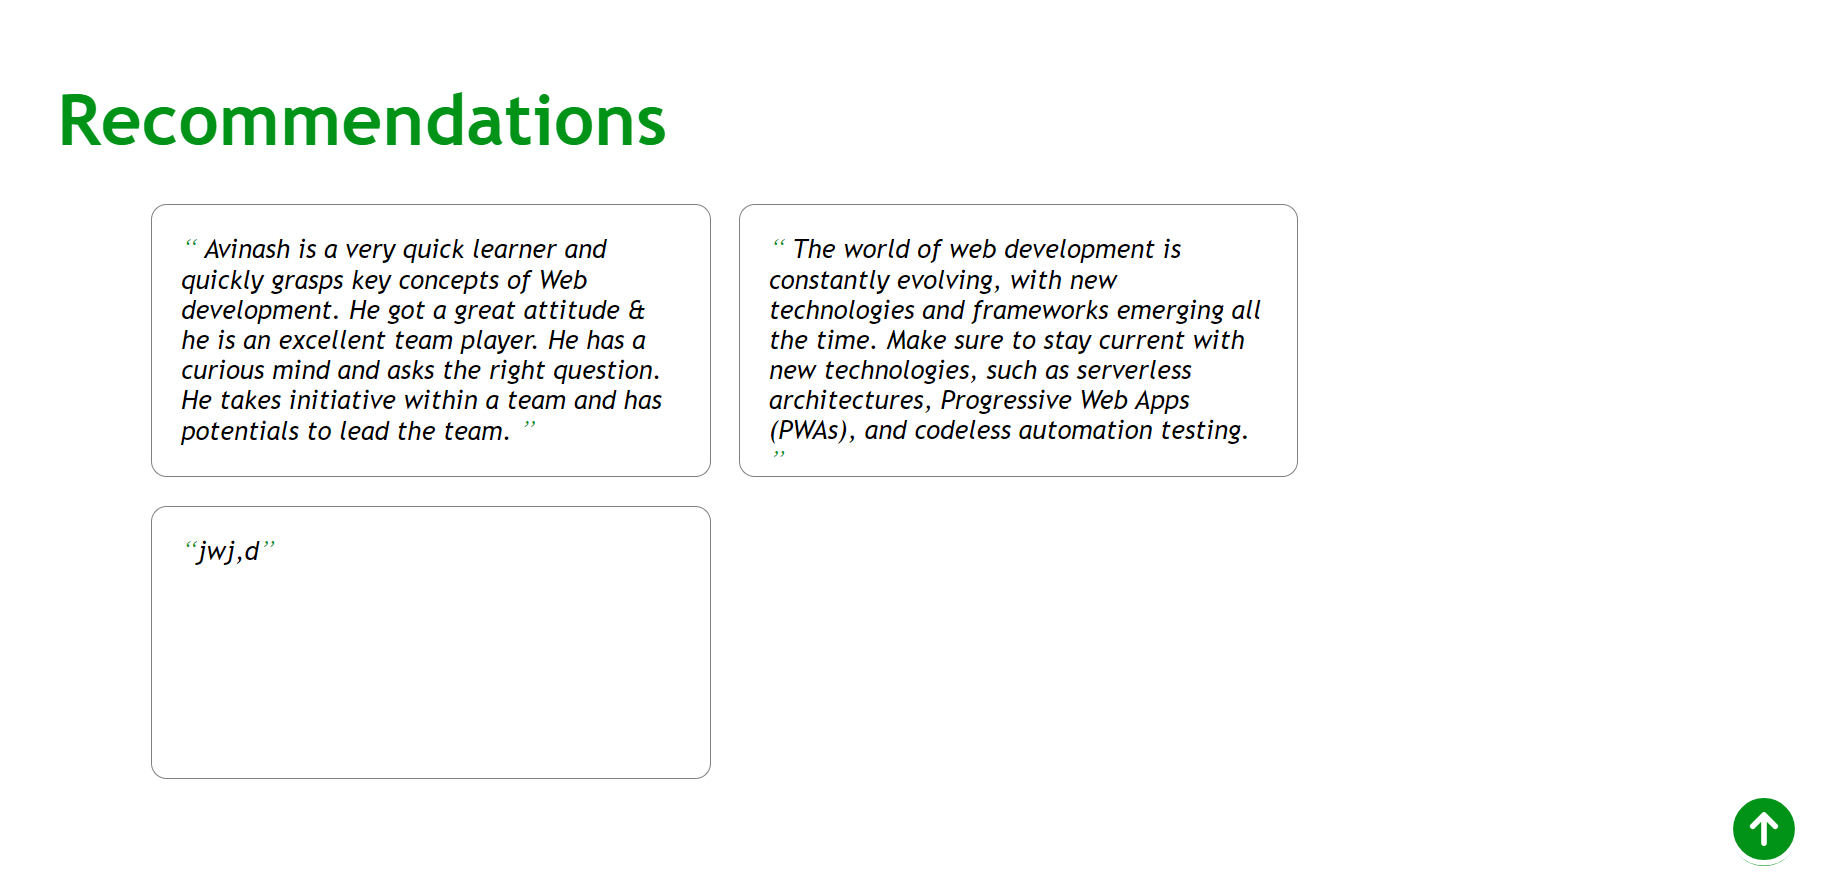 Recommendations
“ Avinash is a very quick learner and
quickly grasps key concepts of Web
development. He got a great attitude &
he is an excellent team player. He has a
curious mind and asks the right question.
He takes initiative within a team and has
potentials to lead the team. ”
“ The world of web development is
constantly evolving, with new
technologies and frameworks emerging all
the time. Make sure to stay current with
new technologies, such as serverless
architectures, Progressive Web Apps
(PWAs), and codeless automation testing.
”
“jwj,d”